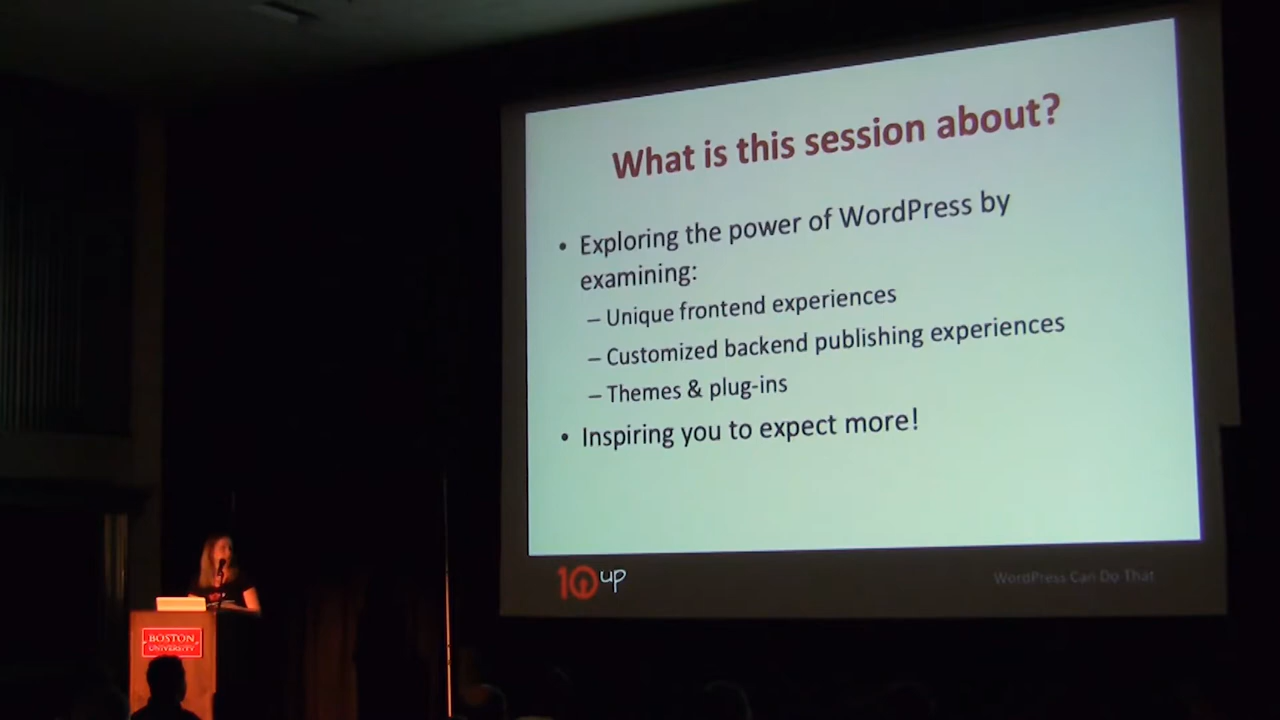 What is this session about?
• Exploring the power of WordPress by
examining:
– Unique frontend experiences
– Customized backend publishing experiences
– Themes & plug-ins
• Inspiring you to expect more!
10up
WordPress Can Do That
BOSTON
UNIVERSITY